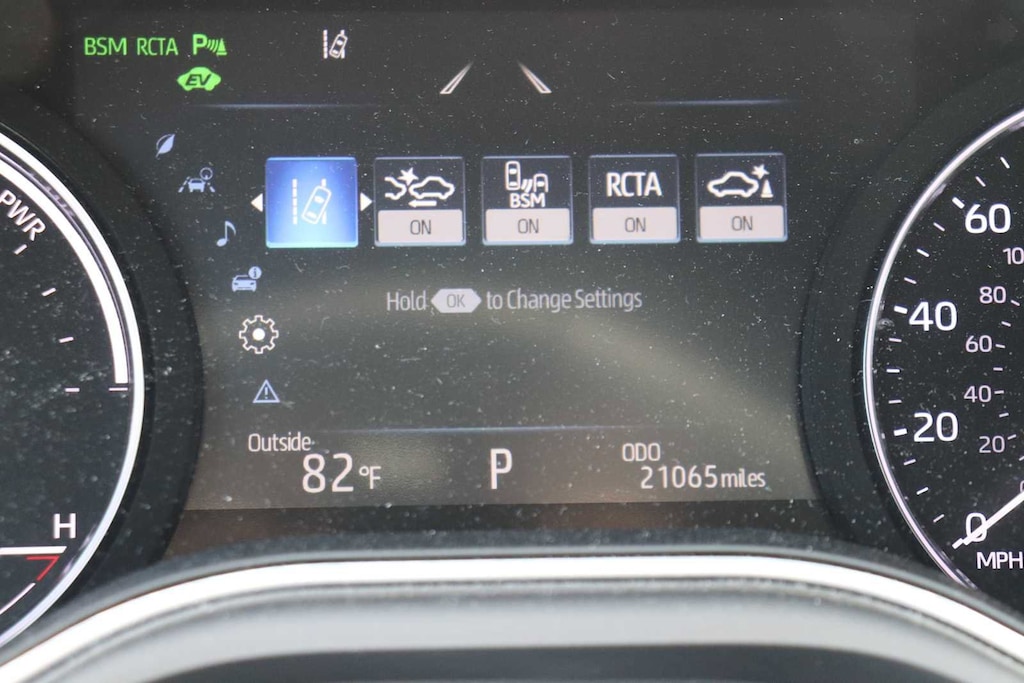 BSM RCTA P
EV
PWR
BSM
RCTA
ON
ON
ON
ON
Hold OK to Change Settings
Outside
82°F
P
ODO
21065 miles
H
60
40
20
0
MPH
10
80
60
40
20